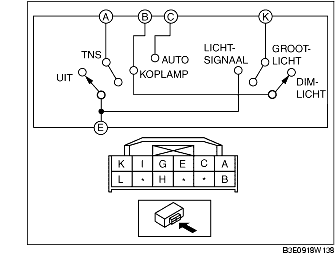 A B C K
TNS
AUTO
LICHT-
SIGNAAL
GROOT-
LICHT
UIT
KOPLAMP
DIM-
LICHT
E
K I G E C A
L * H * * B
B3E0918W138